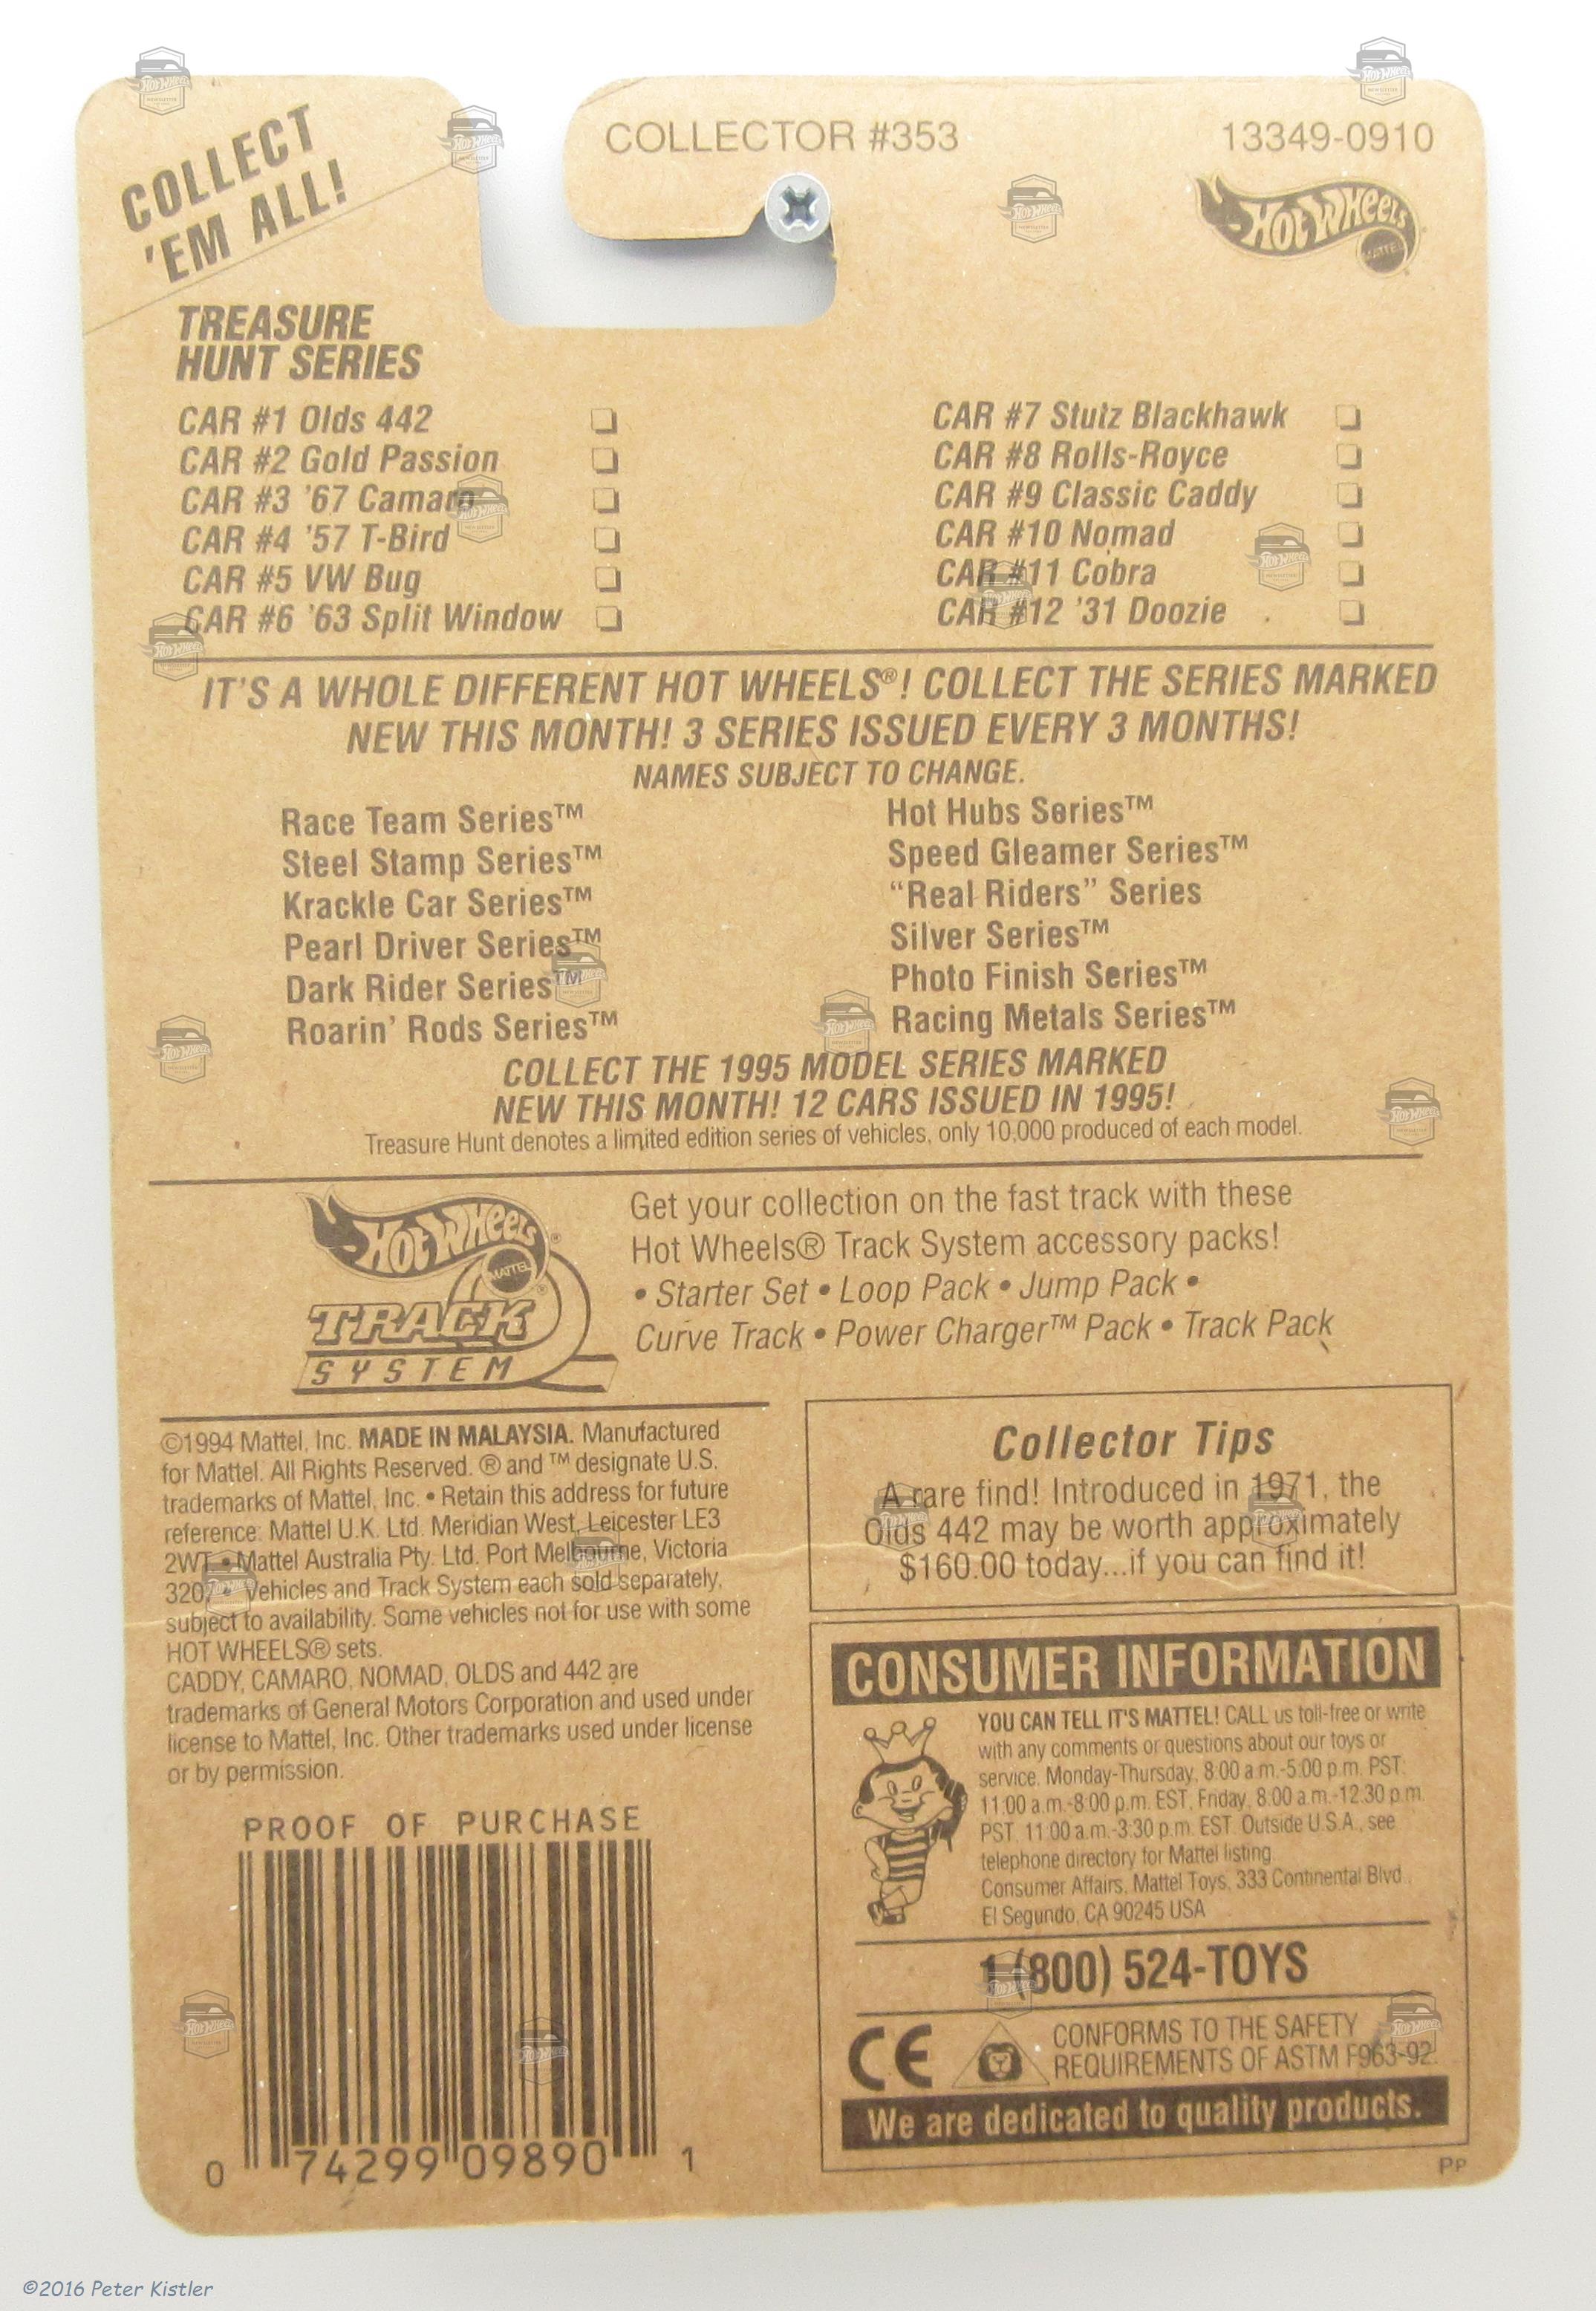 COLLECT
'EM ALL!
COLLECTOR #353
13349-0910
HOT WHEELS
MATTEL
TREASURE
HUNT SERIES
CAR #1 Olds 442
CAR #2 Gold Passion
CAR #3 '67 Camaro
CAR #4 '57 T-Bird
CAR #5 VW Bug
CAR #6 '63 Split Window
CAR #7 Stutz Blackhawk
CAR #8 Rolls-Royce
CAR #9 Classic Caddy
CAR #10 Nomad
CAR #11 Cobra
CAR #12 '31 Doozie
IT'S A WHOLE DIFFERENT HOT WHEELS®! COLLECT THE SERIES MARKED
NEW THIS MONTH! 3 SERIES ISSUED EVERY 3 MONTHS!
NAMES SUBJECT TO CHANGE.
Race Team Series™
Steel Stamp Series™
Krackle Car Series™
Pearl Driver Series™
Dark Rider Series™
Roarin' Rods Series™
Hot Hubs Series™
Speed Gleamer Series™
“Real Riders” Series
Silver Series™
Photo Finish Series™
Racing Metals Series™
COLLECT THE 1995 MODEL SERIES MARKED
NEW THIS MONTH! 12 CARS ISSUED IN 1995!
Treasure Hunt denotes a limited edition series of vehicles, only 10,000 produced of each model.
HOT WHEELS®
MATTEL®
TRACK
SYSTEM
Get your collection on the fast track with these
Hot Wheels® Track System accessory packs!
• Starter Set • Loop Pack • Jump Pack •
Curve Track • Power Charger™ Pack • Track Pack
©1994 Mattel, Inc. MADE IN MALAYSIA. Manufactured
for Mattel. All Rights Reserved. ® and ™ designate U.S.
trademarks of Mattel, Inc. • Retain this address for future
reference: Mattel U.K. Ltd. Meridian West, Leicester LE3
2WT • Mattel Australia Pty. Ltd. Port Melbourne, Victoria
3207 • Vehicles and Track System each sold separately,
subject to availability. Some vehicles not for use with some
HOT WHEELS® sets.
CADDY, CAMARO, NOMAD, OLDS and 442 are
trademarks of General Motors Corporation and used under
license to Mattel, Inc. Other trademarks used under license
or by permission.
Collector Tips
A rare find! Introduced in 1971, the
Olds 442 may be worth approximately
$160.00 today...if you can find it!
CONSUMER INFORMATION
YOU CAN TELL IT'S MATTEL! CALL us toll-free or write
with any comments or questions about our toys or
service. Monday-Thursday, 8:00 a.m.-5:00 p.m. PST:
11:00 a.m.-8:00 p.m. EST, Friday, 8:00 a.m.-12:30 p.m.
PST. 11:00 a.m.-3:30 p.m. EST. Outside U.S.A., see
telephone directory for Mattel listing.
Consumer Affairs, Mattel Toys, 333 Continental Blvd.,
El Segundo, CA 90245 USA
1 (800) 524-TOYS
CE
CONFORMS TO THE SAFETY
REQUIREMENTS OF ASTM F963-92.
We are dedicated to quality products.
PP
PROOF OF PURCHASE
0 74299 09890 1
©2016 Peter Kistler